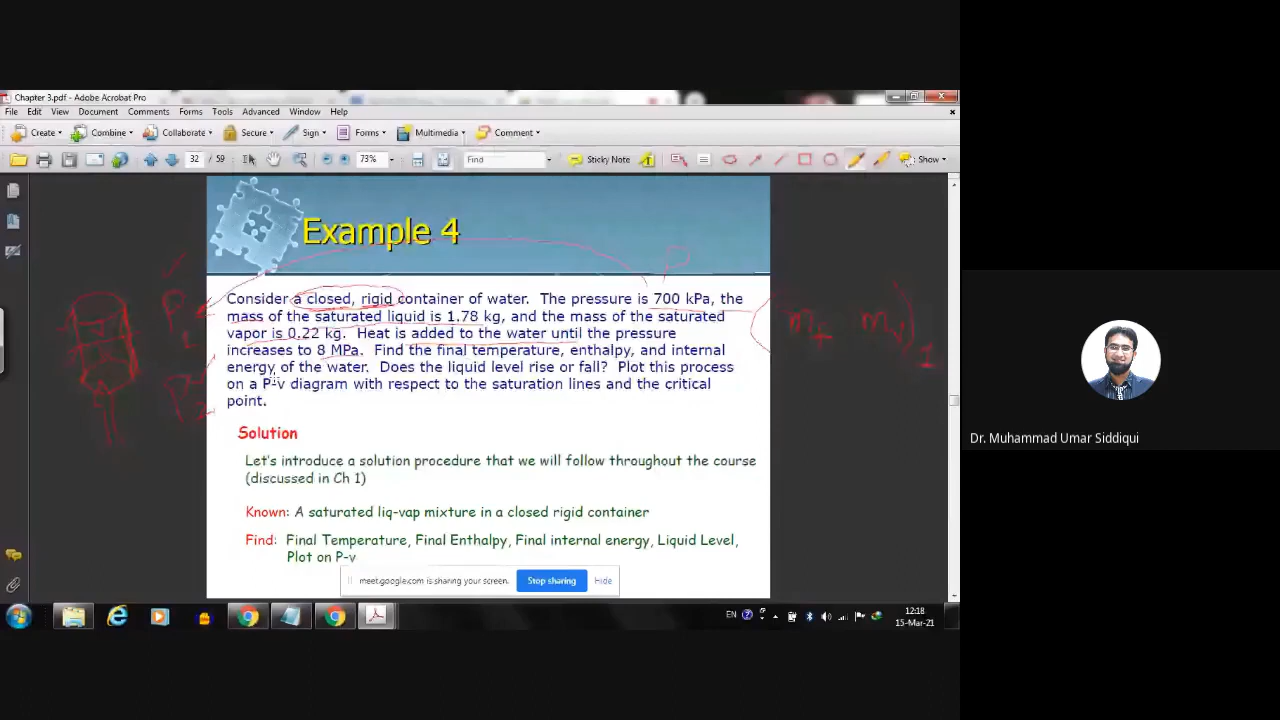 Chapter 3.pdf - Adobe Acrobat Pro
File Edit View Document Comments Forms Tools Advanced Window Help
Create Combine Collaborate Secure Sign Forms Multimedia Comment
32 / 59 73% Find Sticky Note Show
Example 4
Consider a closed, rigid container of water. The pressure is 700 kPa, the
mass of the saturated liquid is 1.78 kg, and the mass of the saturated
vapor is 0.22 kg. Heat is added to the water until the pressure
increases to 8 MPa. Find the final temperature, enthalpy, and internal
energy of the water. Does the liquid level rise or fall? Plot this process
on a P-v diagram with respect to the saturation lines and the critical
point.
P1
P2
Solution
Let's introduce a solution procedure that we will follow throughout the course
(discussed in Ch 1)
Known: A saturated liq-vap mixture in a closed rigid container
Find: Final Temperature, Final Enthalpy, Final internal energy, Liquid Level,
Plot on P-v
meet.google.com is sharing your screen. Stop sharing Hide
EN 12:18
15-Mar-21
Dr. Muhammad Umar Siddiqui